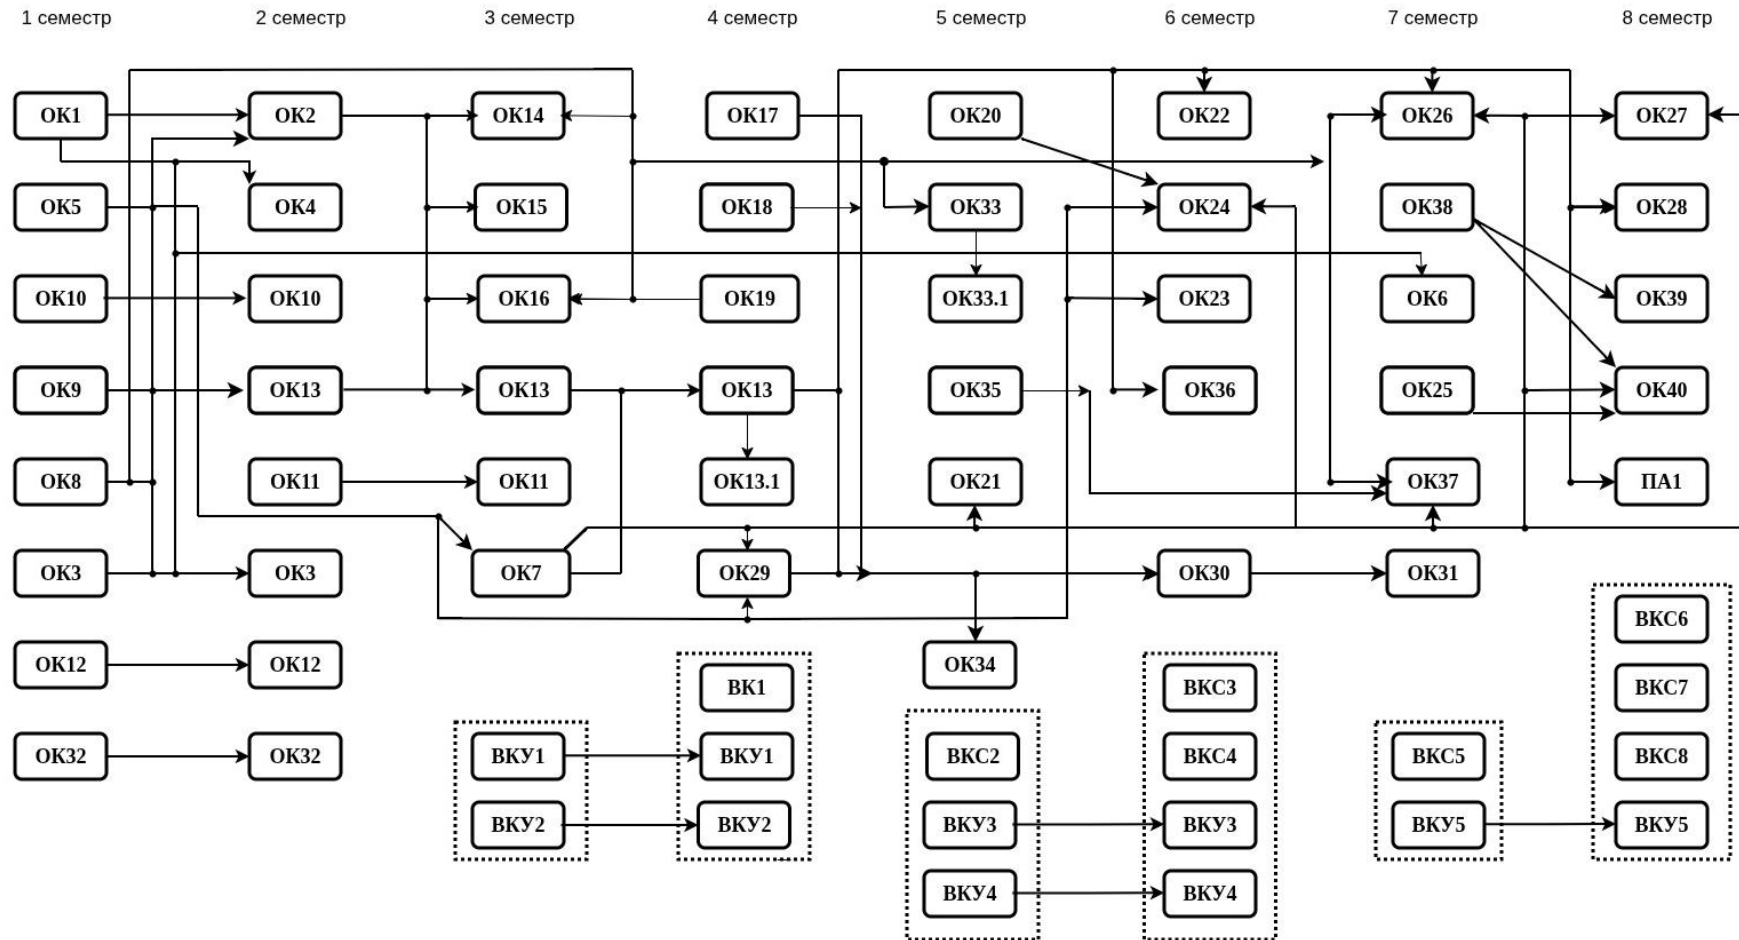 1 семестр 2 семестр 3 семестр 4 семестр 5 семестр 6 семестр 7 семестр 8 семестр
ОК1 ОК2 ОК14 ОК17 ОК20 ОК22 ОК26 ОК27
ОК5 ОК4 ОК15 ОК18 ОК33 ОК24 ОК38 ОК28
ОК10 ОК10 ОК16 ОК19 ОК33.1 ОК23 ОК6 ОК39
ОК9 ОК13 ОК13 ОК13 ОК35 ОК36 ОК25 ОК40
ОК8 ОК11 ОК11 ОК13.1 ОК21 ОК37 ПА1
ОК3 ОК3 ОК7 ОК29 ОК30 ОК31
ВКС6
ОК12 ОК12 ОК34
ВК1 ВКС3 ВКС7
ОК32 ОК32 ВКУ1 ВКУ1 ВКС2 ВКС4 ВКС5 ВКС8
ВКУ2 ВКУ2 ВКУ3 ВКУ3 ВКУ5 ВКУ5
ВКУ4 ВКУ4